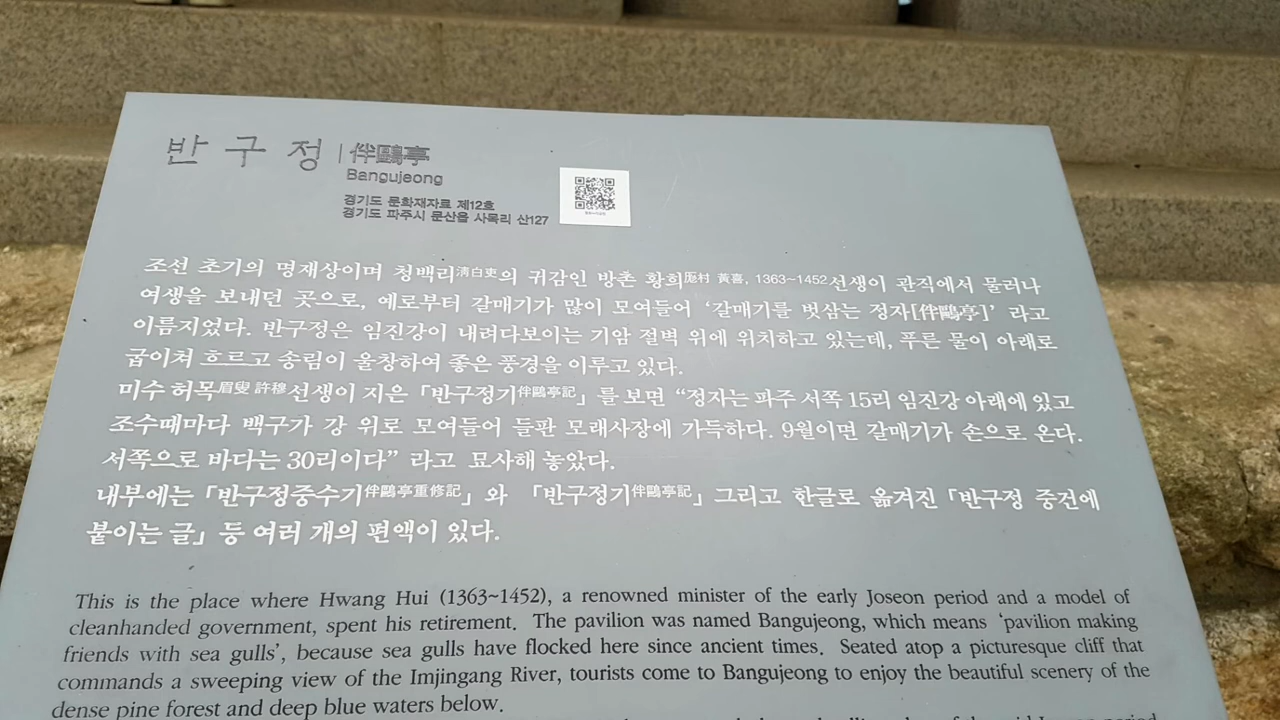 반구정 | 伴鷗亭
Bangujeong
경기도 문화재자료 제12호
경기도 파주시 문산읍 사목리 산127
조선 초기의 명재상이며 청백리淸白吏의 귀감인 방촌 황희厖村 黃喜, 1363~1452선생이 관직에서 물러나
여생을 보내던 곳으로, 예로부터 갈매기가 많이 모여들어 ‘갈매기를 벗삼는 정자[伴鷗亭]’ 라고
이름지었다. 반구정은 임진강이 내려다보이는 기암 절벽 위에 위치하고 있는데, 푸른 물이 아래로
굽이쳐 흐르고 송림이 울창하여 좋은 풍경을 이루고 있다.
미수 허목眉叟 許穆선생이 지은 「반구정기伴鷗亭記」를 보면 “정자는 파주 서쪽 15리 임진강 아래에 있고
조수때마다 백구가 강 위로 모여들어 들판 모래사장에 가득하다. 9월이면 갈매기가 손으로 온다.
서쪽으로 바다는 30리이다” 라고 묘사해 놓았다.
내부에는 「반구정중수기伴鷗亭重修記」와 「반구정기伴鷗亭記」그리고 한글로 옮겨진 「반구정 중건에
붙이는 글」 등 여러 개의 편액이 있다.
This is the place where Hwang Hui (1363~1452), a renowned minister of the early Joseon period and a model of
cleanhanded government, spent his retirement. The pavilion was named Bangujeong, which means ‘pavilion making
friends with sea gulls’, because sea gulls have flocked here since ancient times. Seated atop a picturesque cliff that
commands a sweeping view of the Imjingang River, tourists come to Bangujeong to enjoy the beautiful scenery of the
dense pine forest and deep blue waters below.